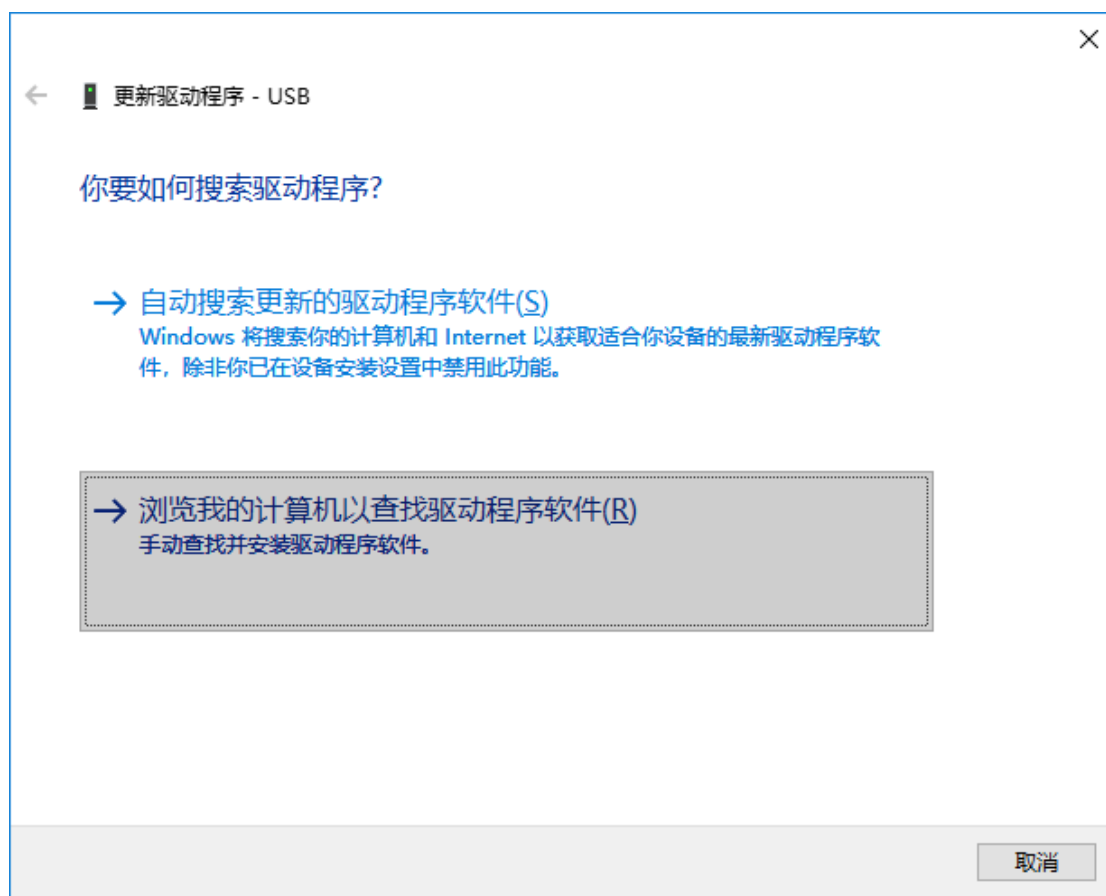 更新驱动程序 - USB
你要如何搜索驱动程序?
自动搜索更新的驱动程序软件(S)
Windows 将搜索你的计算机和 Internet 以获取适合你设备的最新驱动程序软
件，除非你已在设备安装设置中禁用此功能。
浏览我的计算机以查找驱动程序软件(R)
手动查找并安装驱动程序软件。
取消